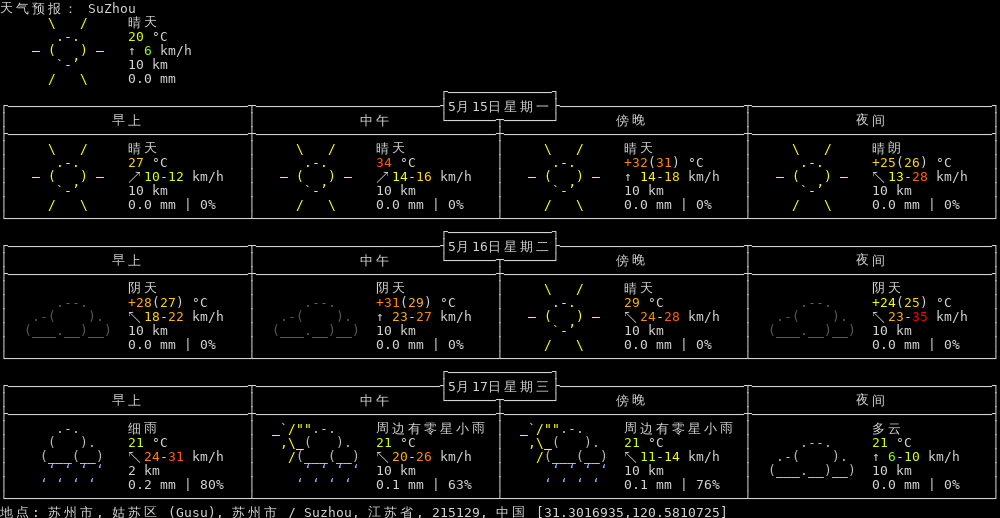 天气预报: SuZhou
晴天
20 °C
↑ 6 km/h
10 km
0.0 mm
5月15日星期一
早上 中午 傍晚 夜间
晴天 晴天 晴天 晴朗
27 °C 34 °C +32(31) °C +25(26) °C
↗10-12 km/h ↗14-16 km/h ↑ 14-18 km/h ↖13-28 km/h
10 km 10 km 10 km 10 km
0.0 mm | 0% 0.0 mm | 0% 0.0 mm | 0% 0.0 mm | 0%
5月16日星期二
早上 中午 傍晚 夜间
阴天 阴天 晴天 阴天
+28(27) °C +31(29) °C 29 °C +24(25) °C
↖18-22 km/h ↑ 23-27 km/h ↖24-28 km/h ↖23-35 km/h
10 km 10 km 10 km 10 km
0.0 mm | 0% 0.0 mm | 0% 0.0 mm | 0% 0.0 mm | 0%
5月17日星期三
早上 中午 傍晚 夜间
细雨 周边有零星小雨 周边有零星小雨 多云
21 °C 21 °C 21 °C 21 °C
↖24-31 km/h ↖20-26 km/h ↖11-14 km/h ↑ 6-10 km/h
2 km 10 km 10 km 10 km
0.2 mm | 80% 0.1 mm | 63% 0.1 mm | 76% 0.0 mm | 0%
地点: 苏州市, 姑苏区 (Gusu), 苏州市 / Suzhou, 江苏省, 215129, 中国 [31.3016935,120.5810725]